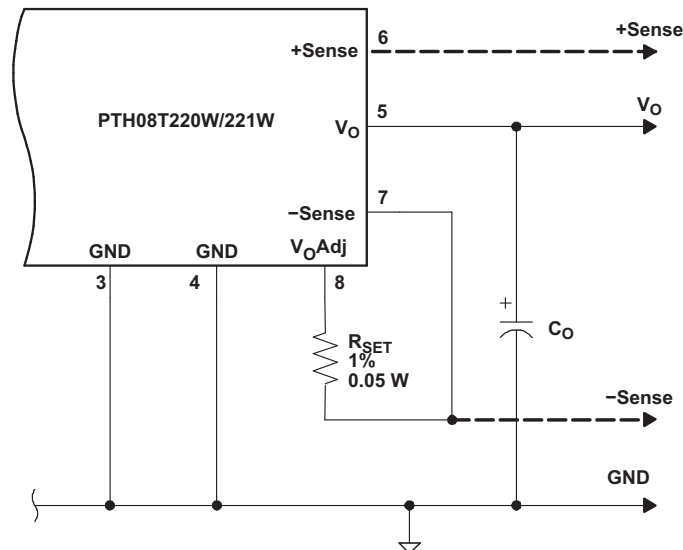 6
+Sense
+Sense
PTH08T220W/221W
5
VO
VO
7
−Sense
GND
GND
VOAdj
3
4
8
+
CO
RSET
1%
0.05 W
−Sense
GND